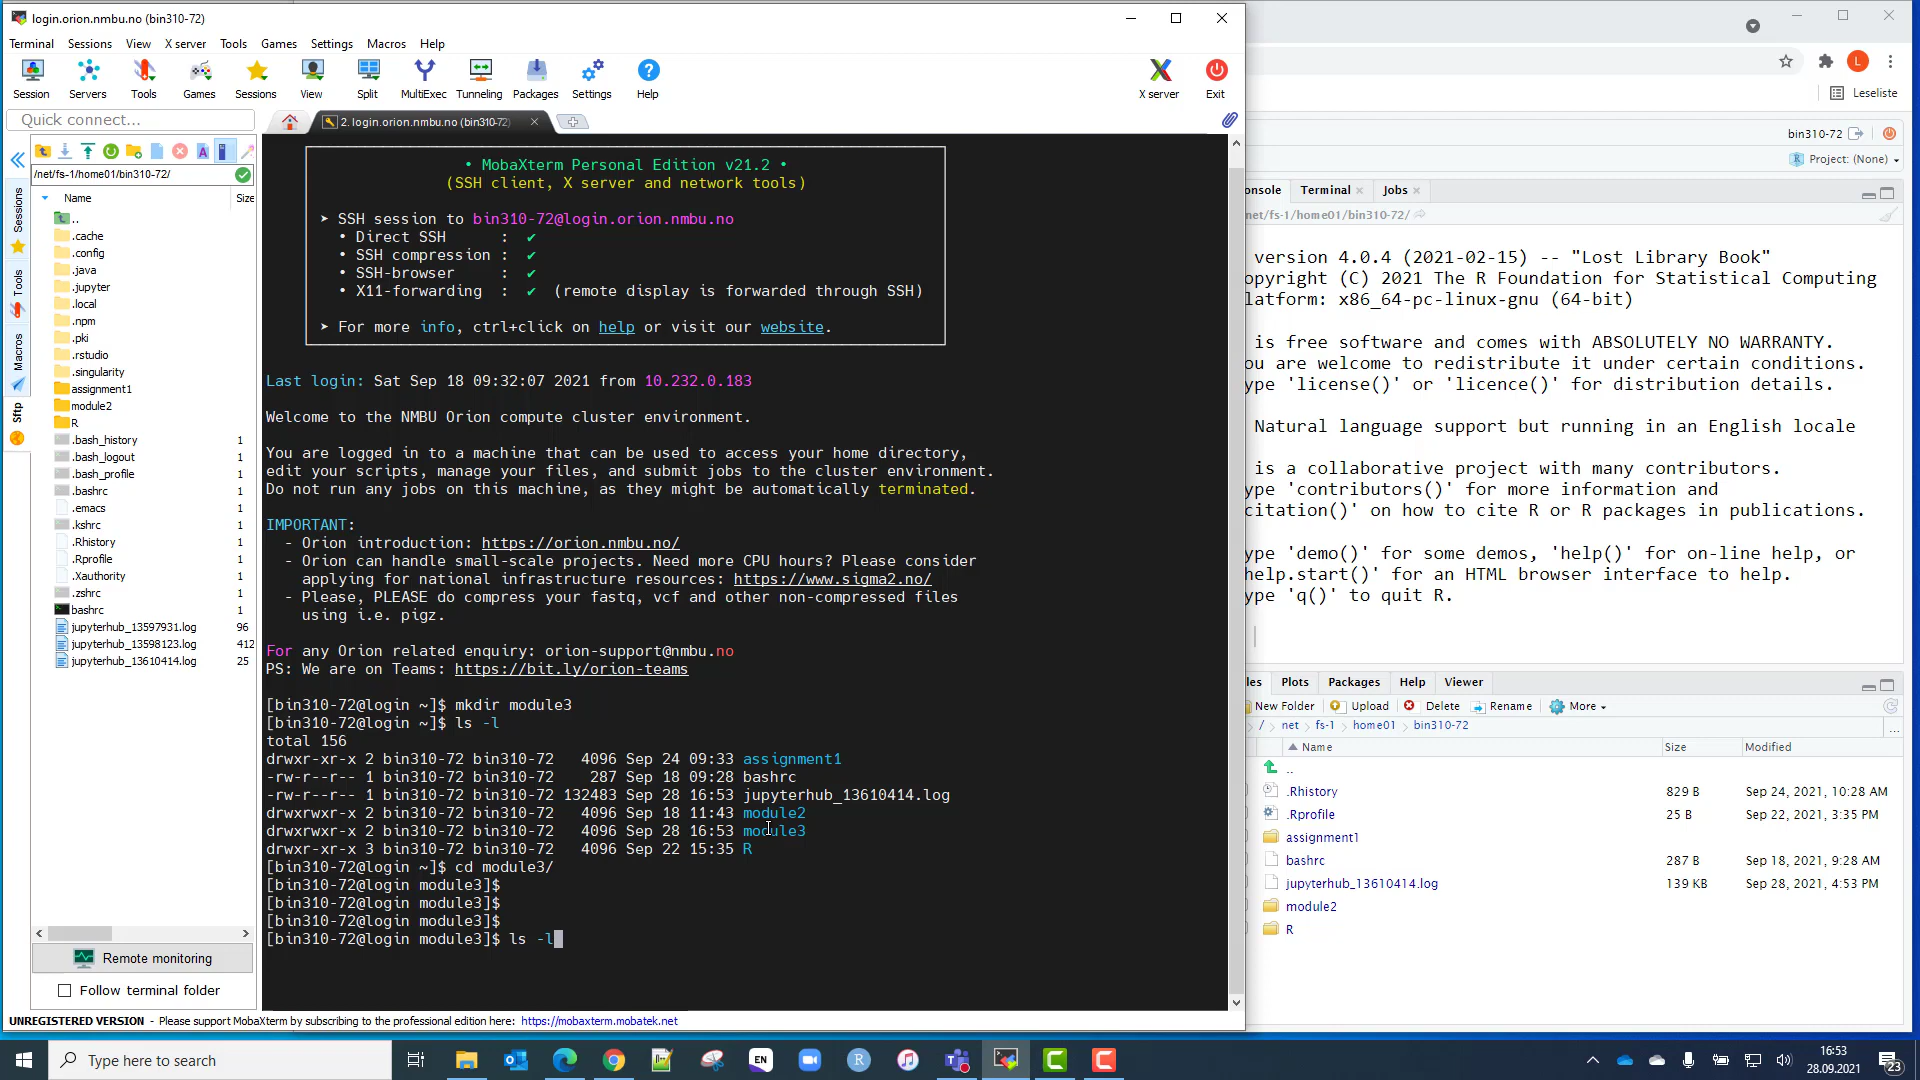 login.orion.nmbu.no (bin310-72)
Terminal Sessions View X server Tools Games Settings Macros Help
Session Servers Tools Games Sessions View Split MultiExec Tunneling Packages Settings Help X server Exit
Quick connect...
2. login.orion.nmbu.no (bin310-72)
/net/fs-1/home01/bin310-72/
Name Size
..
.cache
.config
.java
.jupyter
.local
.npm
.pki
.rstudio
.singularity
assignment1
module2
R
.bash_history 1
.bash_logout 1
.bash_profile 1
.bashrc 1
.emacs 1
.kshrc 1
.Rhistory 1
.Rprofile 1
.Xauthority 1
.zshrc 1
bashrc 1
jupyterhub_13597931.log 96
jupyterhub_13598123.log 412
jupyterhub_13610414.log 25
Sessions
Tools
Macros
Sftp
Remote monitoring
Follow terminal folder
• MobaXterm Personal Edition v21.2 •
(SSH client, X server and network tools)
➤ SSH session to bin310-72@login.orion.nmbu.no
• Direct SSH : ✔
• SSH compression : ✔
• SSH-browser : ✔
• X11-forwarding : ✔ (remote display is forwarded through SSH)
➤ For more info, ctrl+click on help or visit our website.
Last login: Sat Sep 18 09:32:07 2021 from 10.232.0.183
Welcome to the NMBU Orion compute cluster environment.
You are logged in to a machine that can be used to access your home directory,
edit your scripts, manage your files, and submit jobs to the cluster environment.
Do not run any jobs on this machine, as they might be automatically terminated.
IMPORTANT:
- Orion introduction: https://orion.nmbu.no/
- Orion can handle small-scale projects. Need more CPU hours? Please consider
applying for national infrastructure resources: https://www.sigma2.no/
- Please, PLEASE do compress your fastq, vcf and other non-compressed files
using i.e. pigz.
For any Orion related enquiry: orion-support@nmbu.no
PS: We are on Teams: https://bit.ly/orion-teams
[bin310-72@login ~]$ mkdir module3
[bin310-72@login ~]$ ls -l
total 156
drwxr-xr-x 2 bin310-72 bin310-72 4096 Sep 24 09:33 assignment1
-rw-r--r-- 1 bin310-72 bin310-72 287 Sep 18 09:28 bashrc
-rw-r--r-- 1 bin310-72 bin310-72 132483 Sep 28 16:53 jupyterhub_13610414.log
drwxrwxr-x 2 bin310-72 bin310-72 4096 Sep 18 11:43 module2
drwxrwxr-x 2 bin310-72 bin310-72 4096 Sep 28 16:53 module3
drwxr-xr-x 3 bin310-72 bin310-72 4096 Sep 22 15:35 R
[bin310-72@login ~]$ cd module3/
[bin310-72@login module3]$
[bin310-72@login module3]$
[bin310-72@login module3]$
[bin310-72@login module3]$ ls -l
UNREGISTERED VERSION - Please support MobaXterm by subscribing to the professional edition here: https://mobaxterm.mobatek.net
L
Leseliste
bin310-72
Project: (None)
onsole Terminal Jobs
net/fs-1/home01/bin310-72/
version 4.0.4 (2021-02-15) -- "Lost Library Book"
opyright (C) 2021 The R Foundation for Statistical Computing
latform: x86_64-pc-linux-gnu (64-bit)
is free software and comes with ABSOLUTELY NO WARRANTY.
ou are welcome to redistribute it under certain conditions.
ype 'license()' or 'licence()' for distribution details.
Natural language support but running in an English locale
is a collaborative project with many contributors.
ype 'contributors()' for more information and
citation()' on how to cite R or R packages in publications.
ype 'demo()' for some demos, 'help()' for on-line help, or
help.start()' for an HTML browser interface to help.
ype 'q()' to quit R.
les Plots Packages Help Viewer
New Folder Upload Delete Rename More
/ net fs-1 home01 bin310-72 ...
Name Size Modified
..
.Rhistory 829 B Sep 24, 2021, 10:28 AM
.Rprofile 25 B Sep 22, 2021, 3:35 PM
assignment1
bashrc 287 B Sep 18, 2021, 9:28 AM
jupyterhub_13610414.log 139 KB Sep 28, 2021, 4:53 PM
module2
R
Type here to search
EN
R
16:53
28.09.2021
23